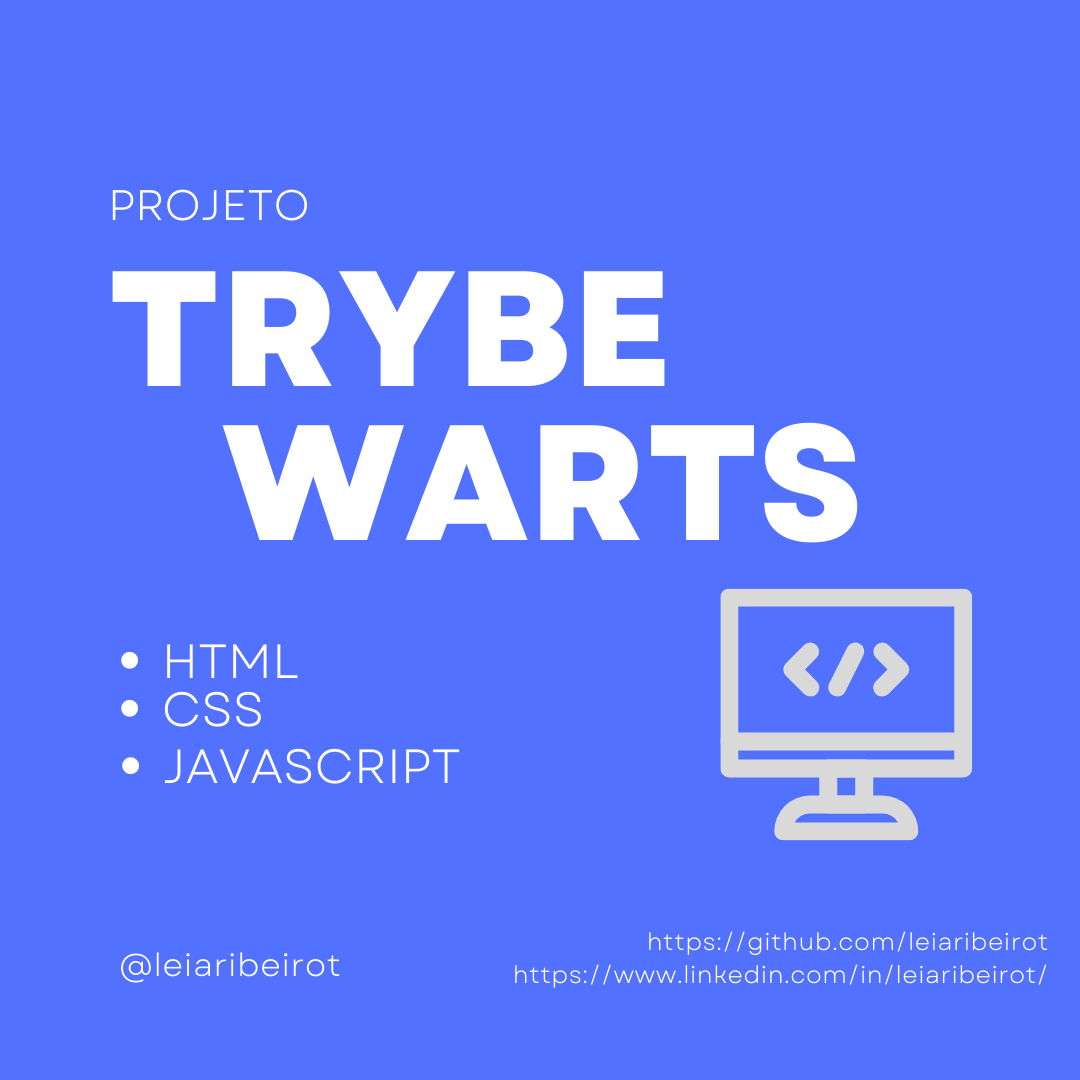 PROJETO
TRYBE
WARTS
• HTML
• CSS
• JAVASCRIPT
</>
@leiaribeirot
https://github.com/leiaribeirot
https://www.linkedin.com/in/leiaribeirot/